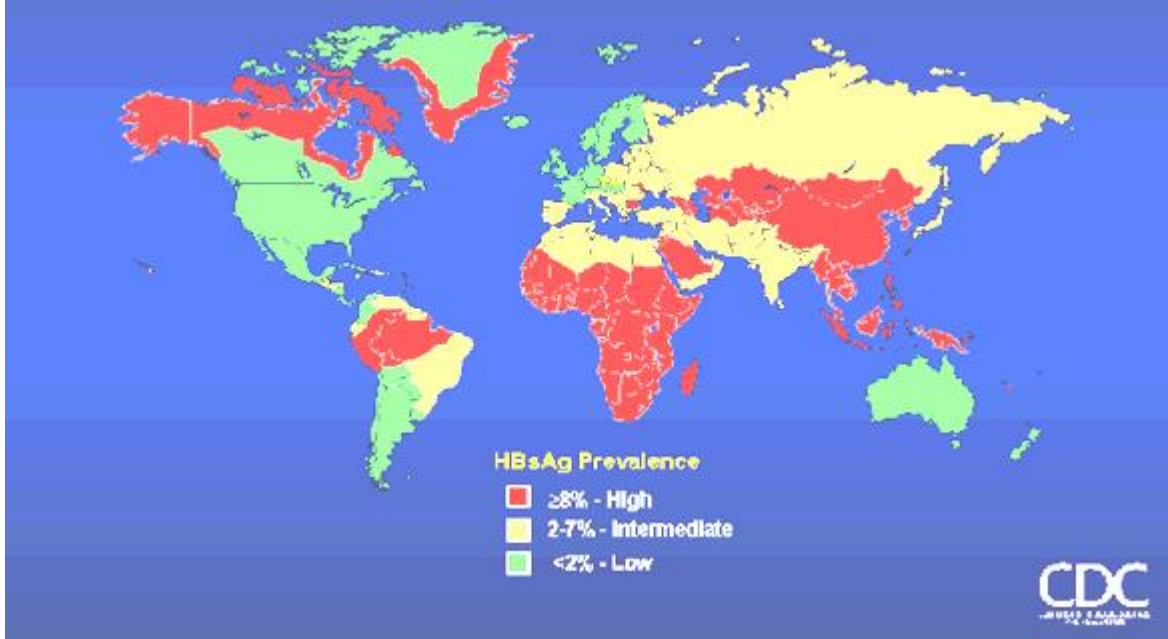 HBsAg Prevalence
≥8% - High
2-7% - Intermediate
<2% - Low
CDC